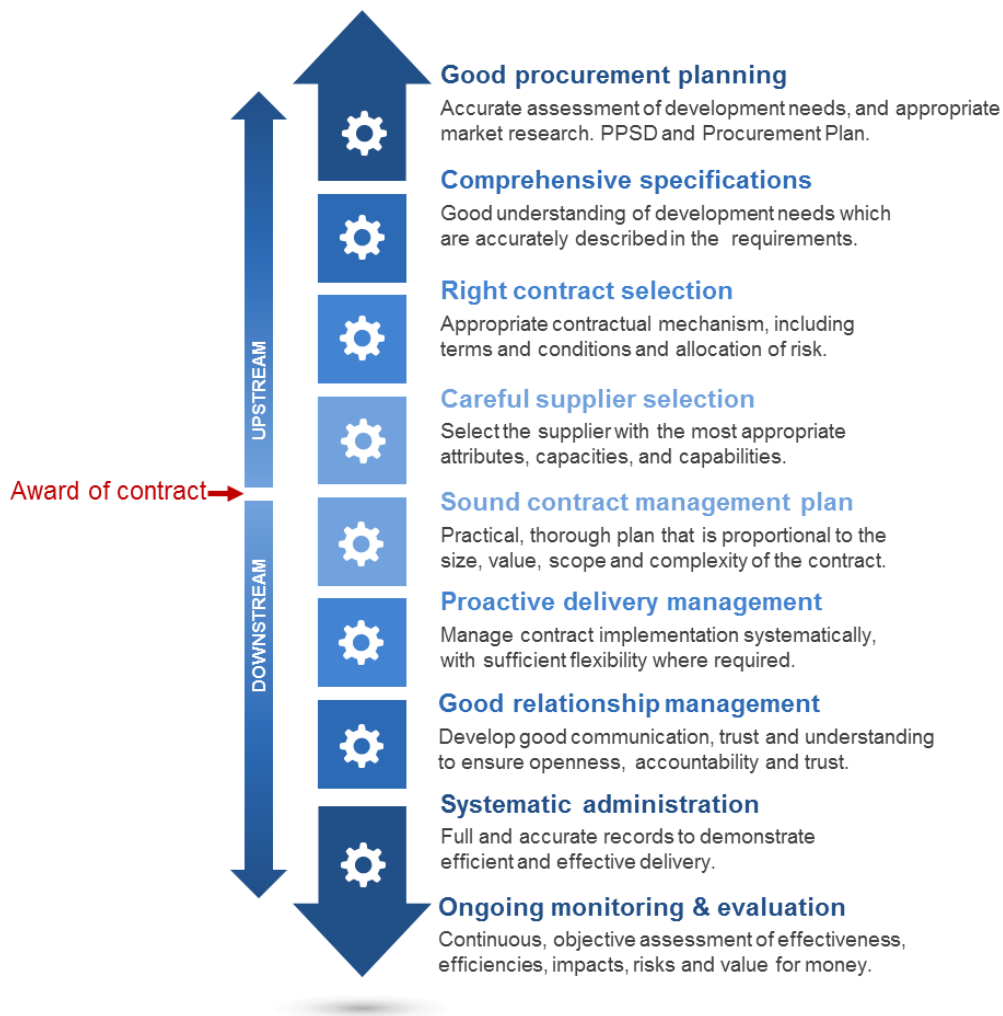 Good procurement planning
Accurate assessment of development needs, and appropriate
market research. PPSD and Procurement Plan.
Comprehensive specifications
Good understanding of development needs which
are accurately described in the requirements.
Right contract selection
Appropriate contractual mechanism, including
terms and conditions and allocation of risk.
UPSTREAM
Careful supplier selection
Select the supplier with the most appropriate
attributes, capacities, and capabilities.
Award of contract
Sound contract management plan
Practical, thorough plan that is proportional to the
size, value, scope and complexity of the contract.
DOWNSTREAM
Proactive delivery management
Manage contract implementation systematically,
with sufficient flexibility where required.
Good relationship management
Develop good communication, trust and understanding
to ensure openness, accountability and trust.
Systematic administration
Full and accurate records to demonstrate
efficient and effective delivery.
Ongoing monitoring & evaluation
Continuous, objective assessment of effectiveness,
efficiencies, impacts, risks and value for money.